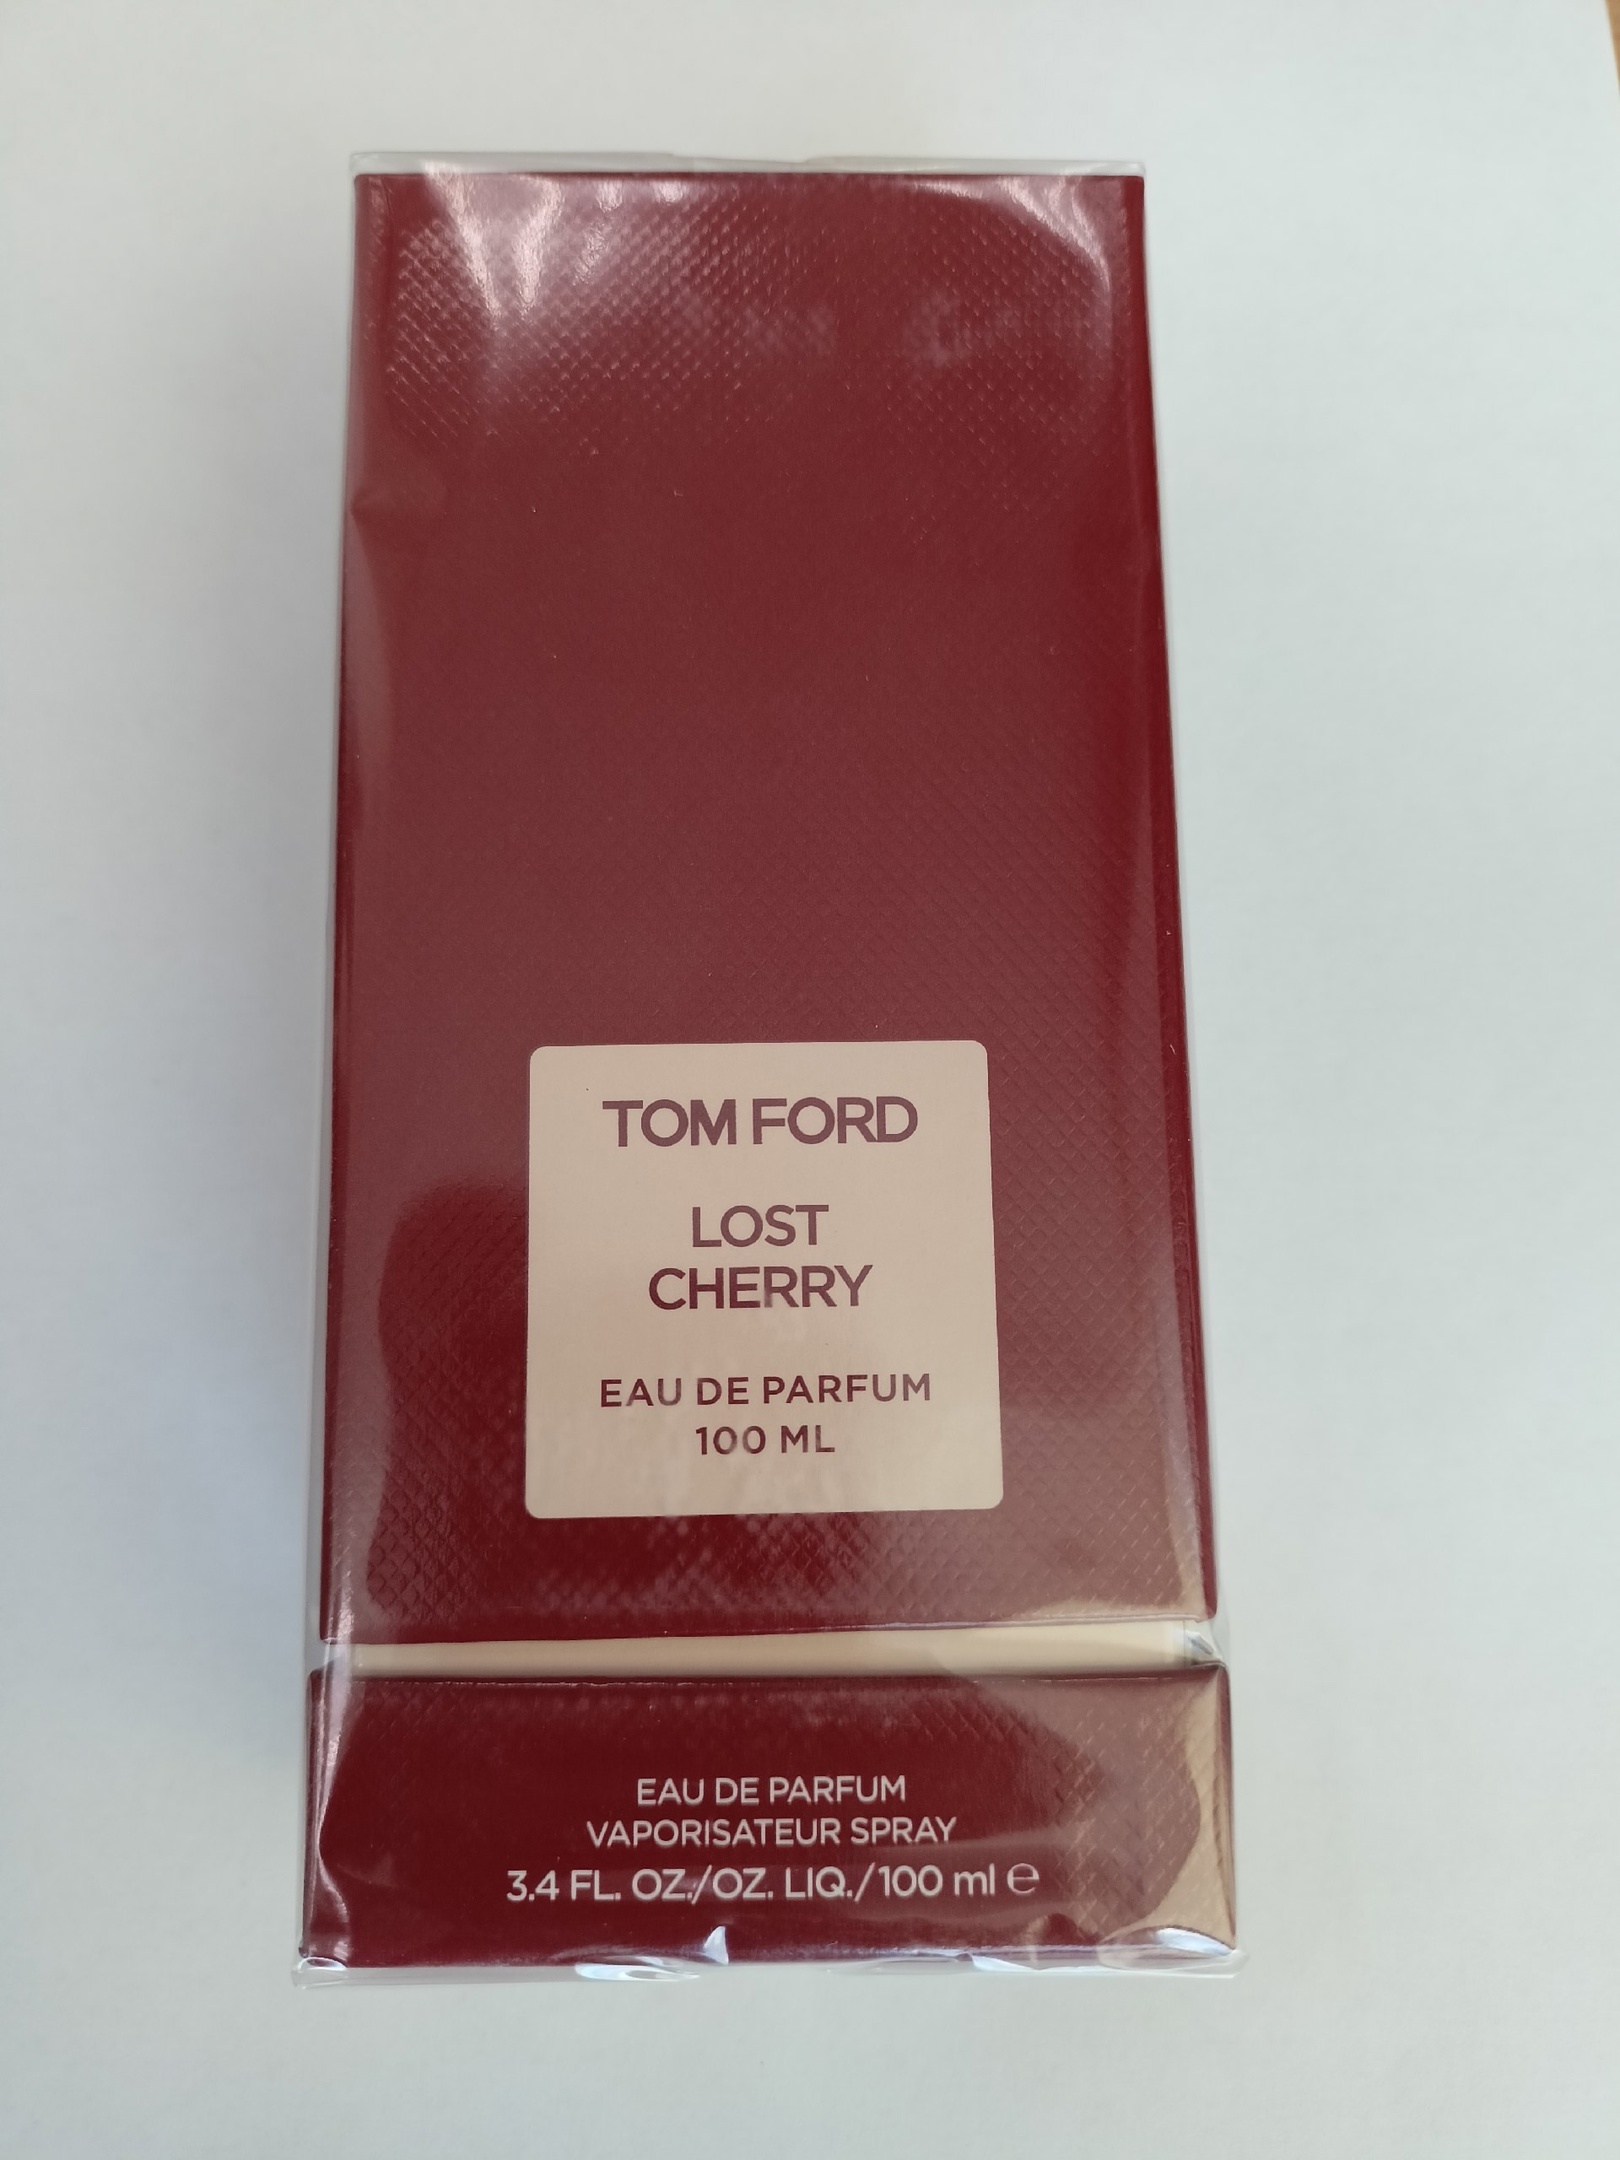 TOM FORD
LOST
CHERRY
EAU DE PARFUM
100 ML
EAU DE PARFUM
VAPORISATEUR SPRAY
3.4 FL. OZ./OZ. LIQ./100 ml ℮